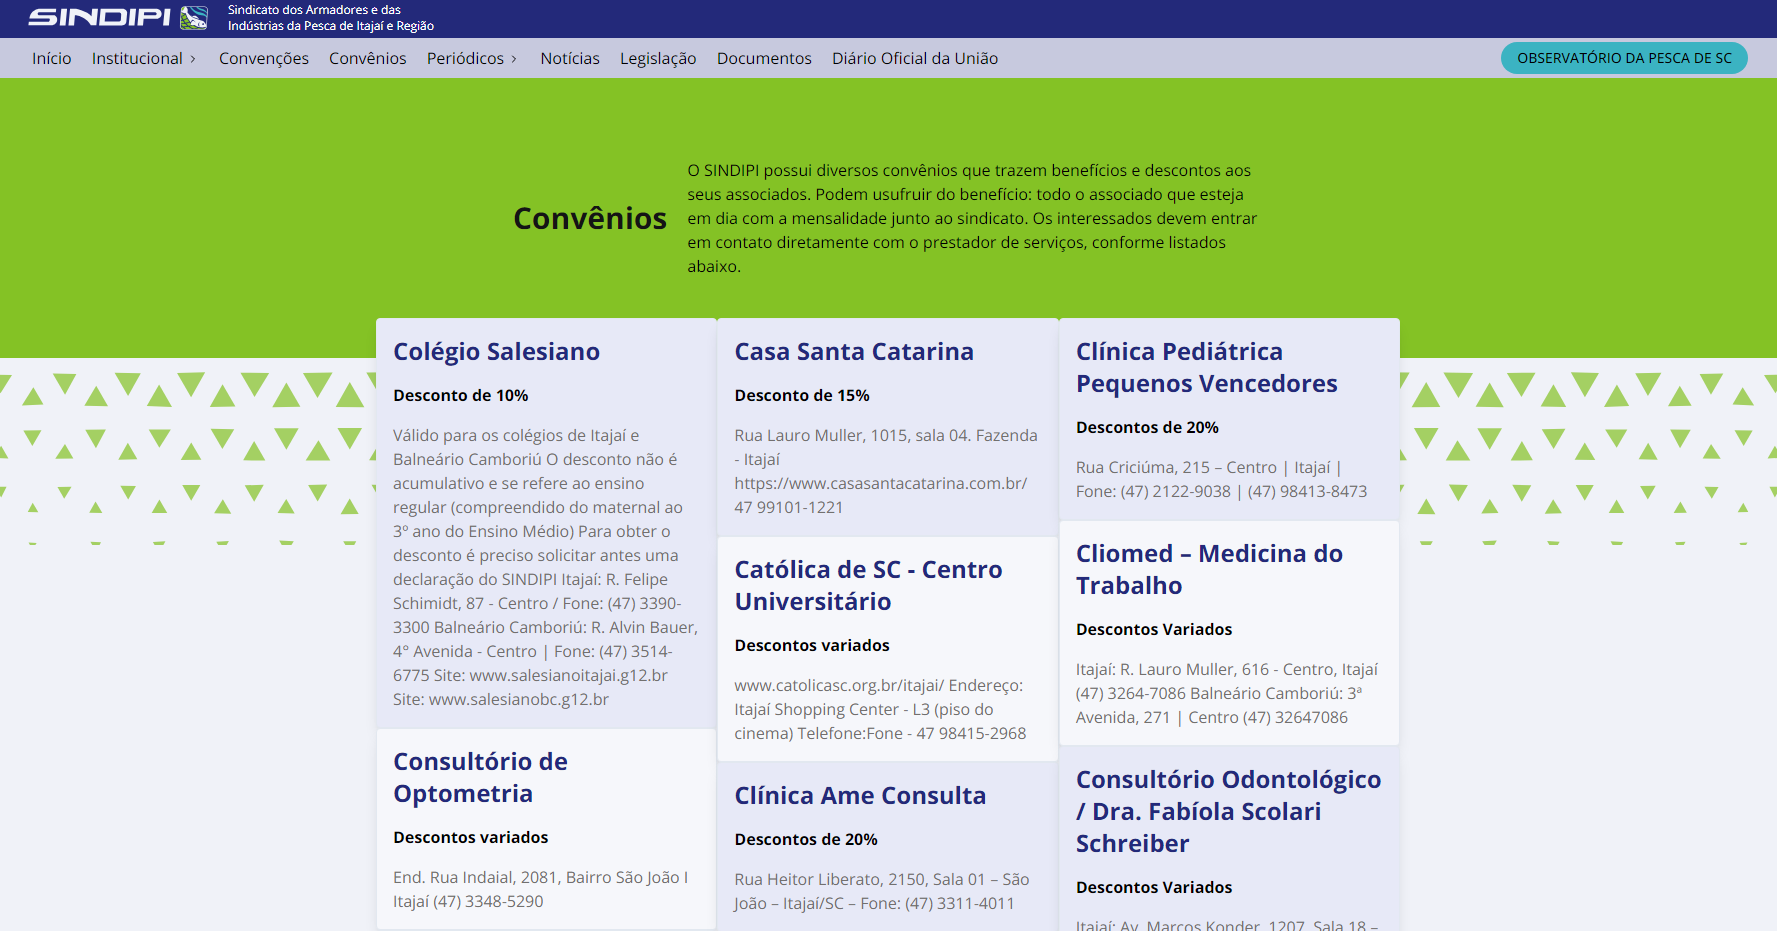 SINDIPI
Sindicato dos Armadores e das
Indústrias da Pesca de Itajaí e Região
Início
Institucional
Convenções
Convênios
Periódicos
Notícias
Legislação
Documentos
Diário Oficial da União
OBSERVATÓRIO DA PESCA DE SC
Convênios
O SINDIPI possui diversos convênios que trazem benefícios e descontos aos
seus associados. Podem usufruir do benefício: todo o associado que esteja
em dia com a mensalidade junto ao sindicato. Os interessados devem entrar
em contato diretamente com o prestador de serviços, conforme listados
abaixo.
Colégio Salesiano
Desconto de 10%
Válido para os colégios de Itajaí e
Balneário Camboriú O desconto não é
acumulativo e se refere ao ensino
regular (compreendido do maternal ao
3º ano do Ensino Médio) Para obter o
desconto é preciso solicitar antes uma
declaração do SINDIPI Itajaí: R. Felipe
Schimidt, 87 - Centro / Fone: (47) 3390-
3300 Balneário Camboriú: R. Alvin Bauer,
4° Avenida - Centro | Fone: (47) 3514-
6775 Site: www.salesianoitajai.g12.br
Site: www.salesianobc.g12.br
Consultório de
Optometria
Descontos variados
End. Rua Indaial, 2081, Bairro São João I
Itajaí (47) 3348-5290
Casa Santa Catarina
Desconto de 15%
Rua Lauro Muller, 1015, sala 04. Fazenda
- Itajaí
https://www.casasantacatarina.com.br/
47 99101-1221
Católica de SC - Centro
Universitário
Descontos variados
www.catolicasc.org.br/itajai/ Endereço:
Itajaí Shopping Center - L3 (piso do
cinema) Telefone:Fone - 47 98415-2968
Clínica Ame Consulta
Descontos de 20%
Rua Heitor Liberato, 2150, Sala 01 – São
João – Itajaí/SC – Fone: (47) 3311-4011
Clínica Pediátrica
Pequenos Vencedores
Descontos de 20%
Rua Criciúma, 215 – Centro | Itajaí |
Fone: (47) 2122-9038 | (47) 98413-8473
Cliomed – Medicina do
Trabalho
Descontos Variados
Itajaí: R. Lauro Muller, 616 - Centro, Itajaí
(47) 3264-7086 Balneário Camboriú: 3ª
Avenida, 271 | Centro (47) 32647086
Consultório Odontológico
/ Dra. Fabíola Scolari
Schreiber
Descontos Variados
Itajaí: Av. Marcos Konder, 1207, Sala 18 –